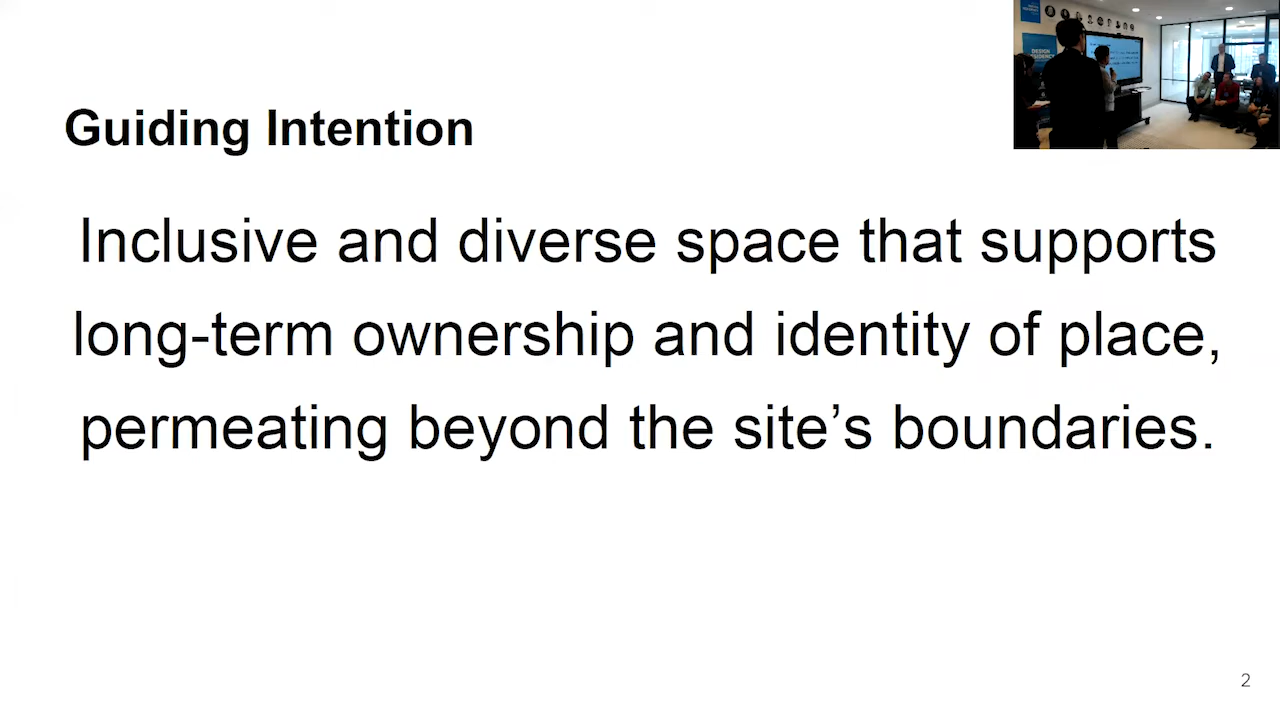 Guiding Intention
Inclusive and diverse space that supports
long-term ownership and identity of place,
permeating beyond the site’s boundaries.
2